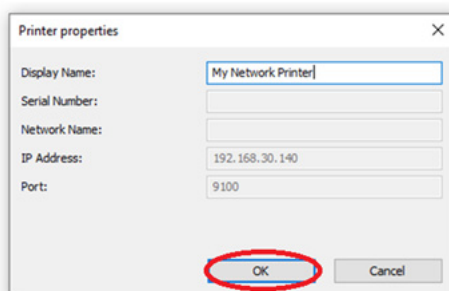 Printer properties
Display Name: My Network Printer
Serial Number:
Network Name:
IP Address: 192.168.30.140
Port: 9100
OK Cancel